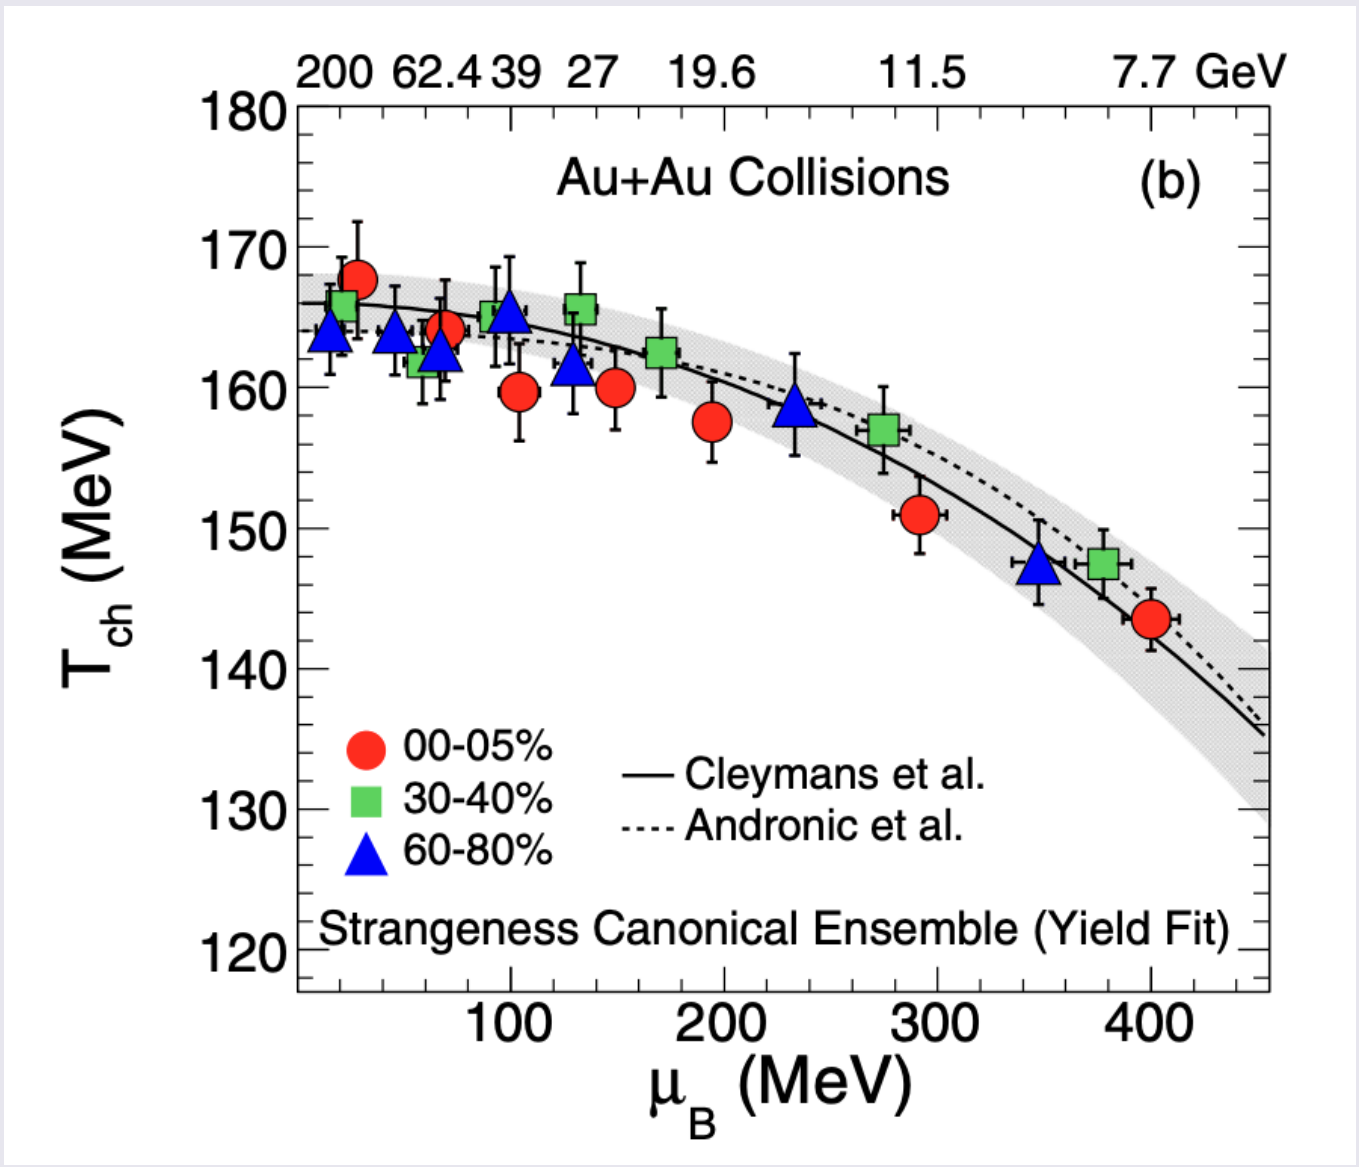 200 62.4 39 27 19.6 11.5 7.7 GeV
180
Au+Au Collisions
(b)
170
160
150
140
130
120
T_ch (MeV)
00-05%
30-40%
60-80%
Cleymans et al.
Andronic et al.
Strangeness Canonical Ensemble (Yield Fit)
100 200 300 400
μ_B (MeV)